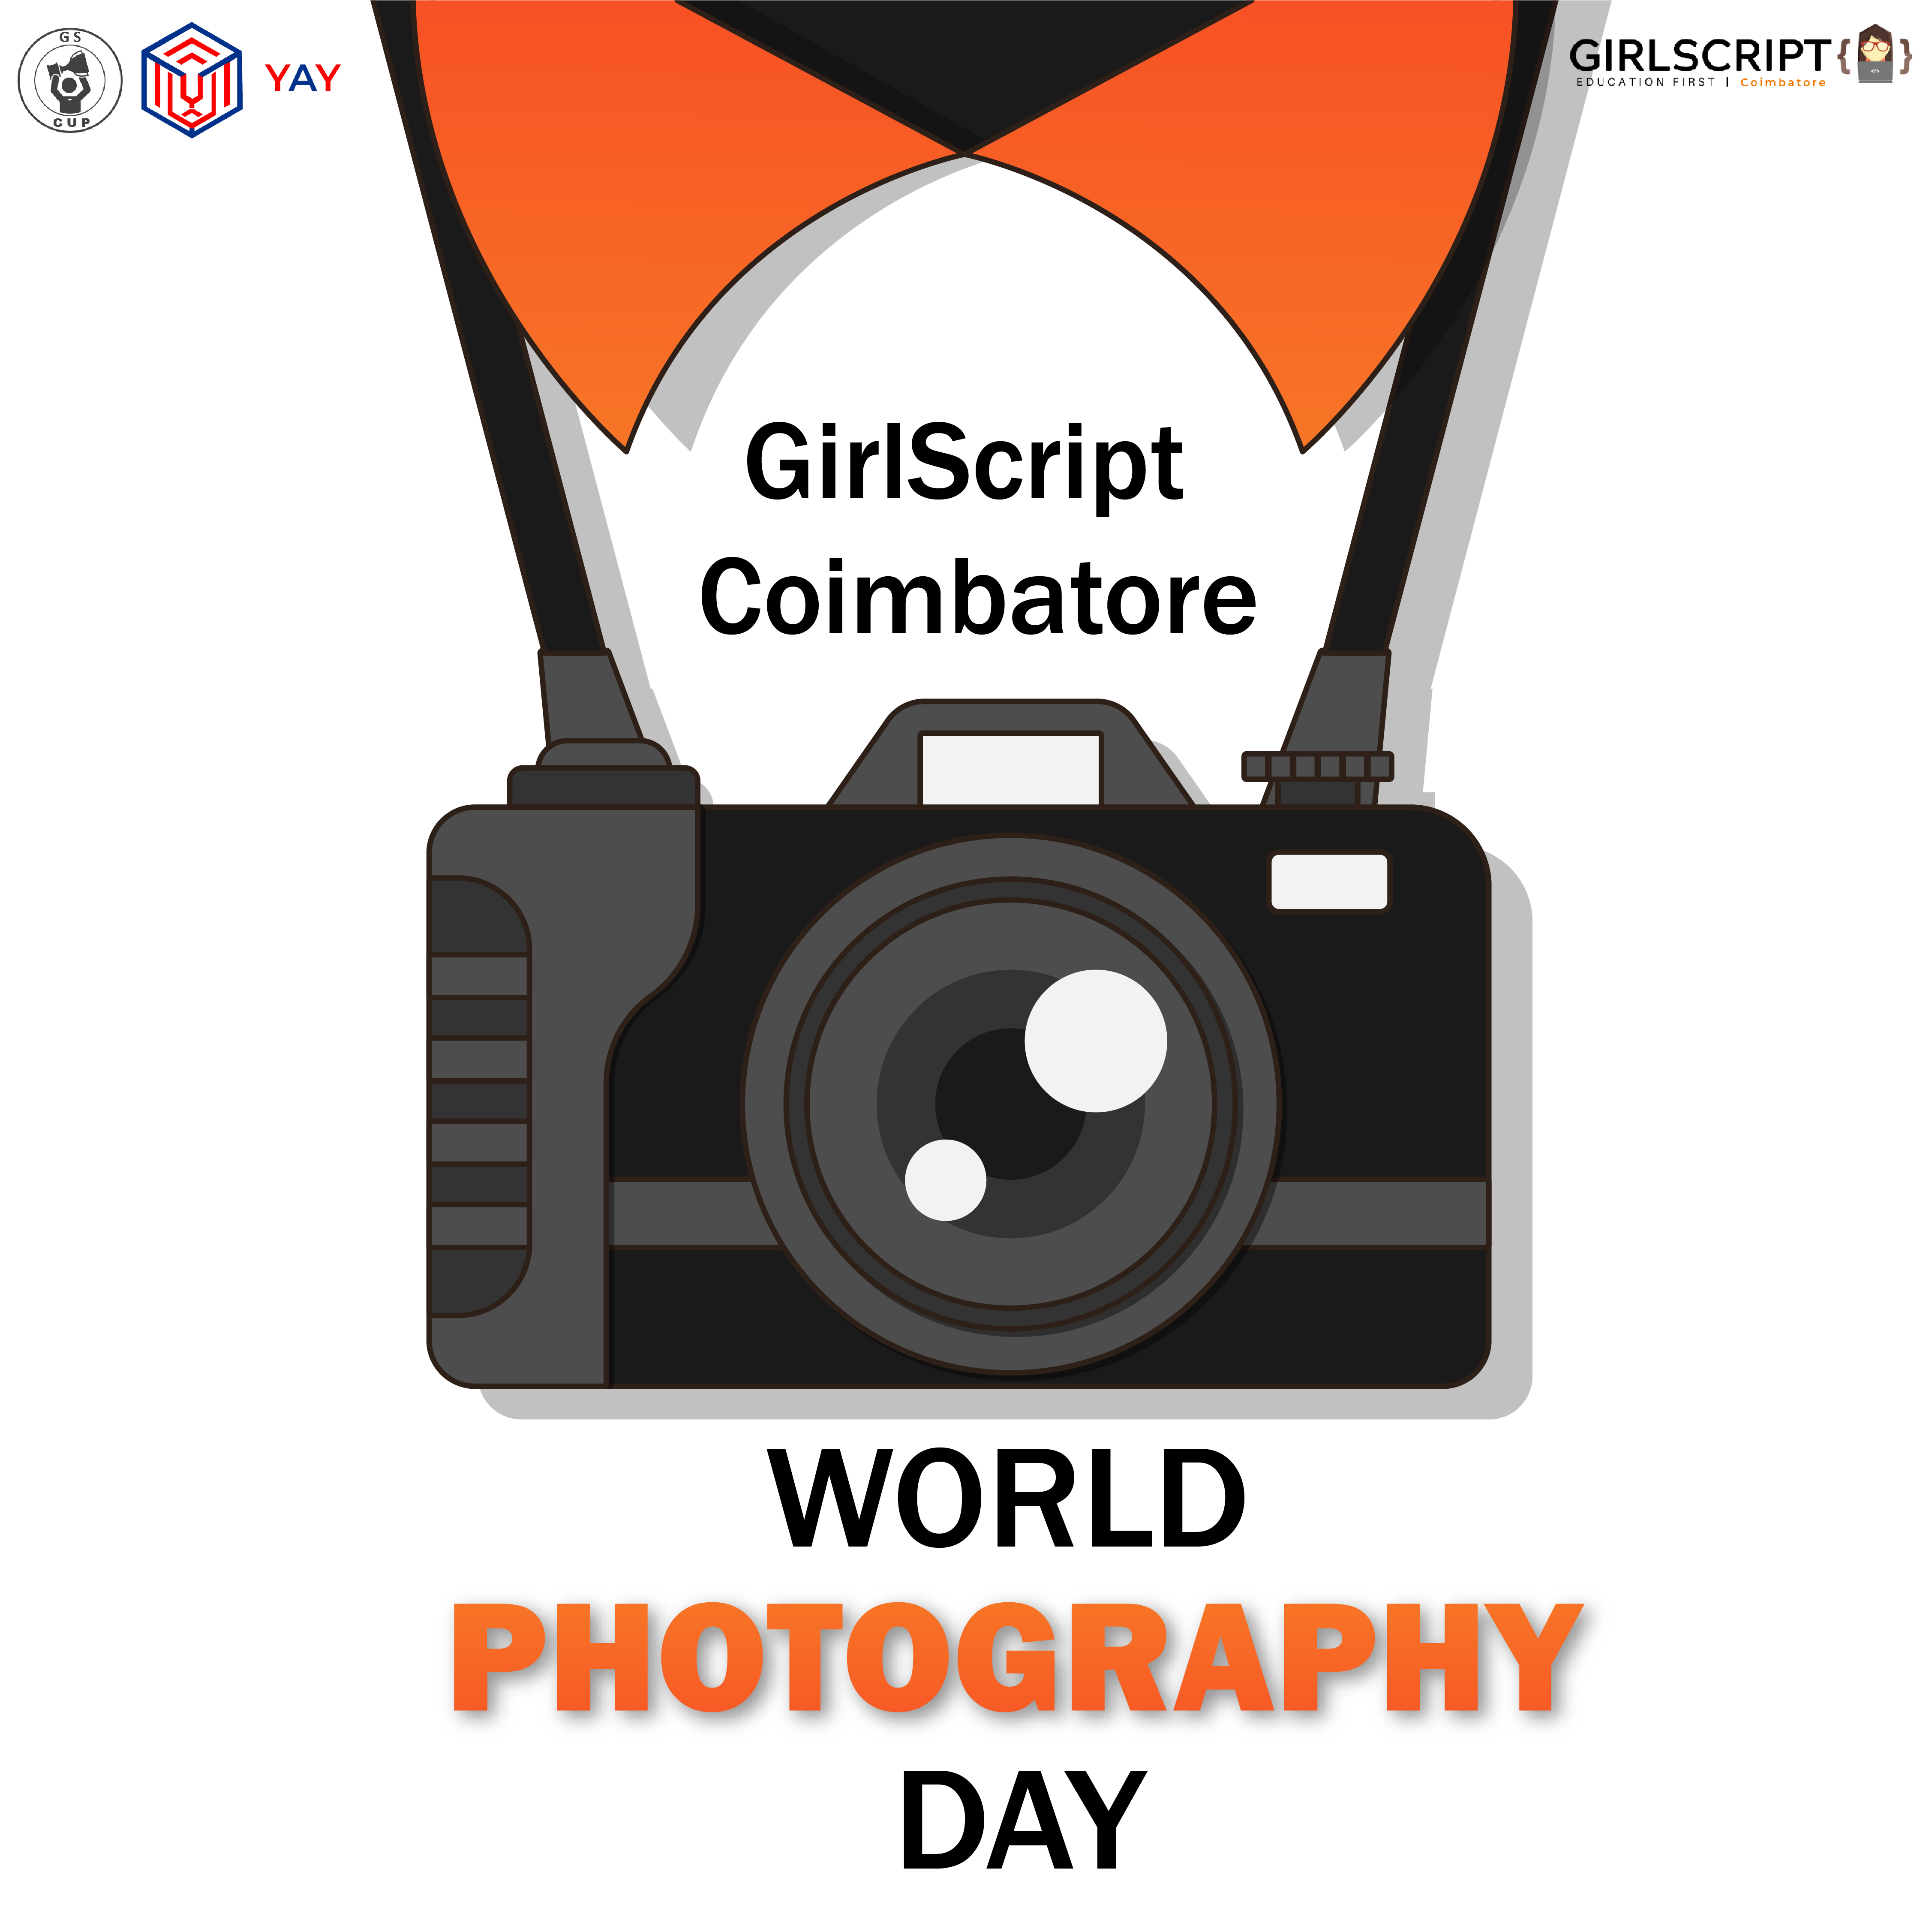 GS
CUP
YAY
GIRLSCRIPT
EDUCATION FIRST | Coimbatore
</>
GirlScript
Coimbatore
WORLD
PHOTOGRAPHY
DAY